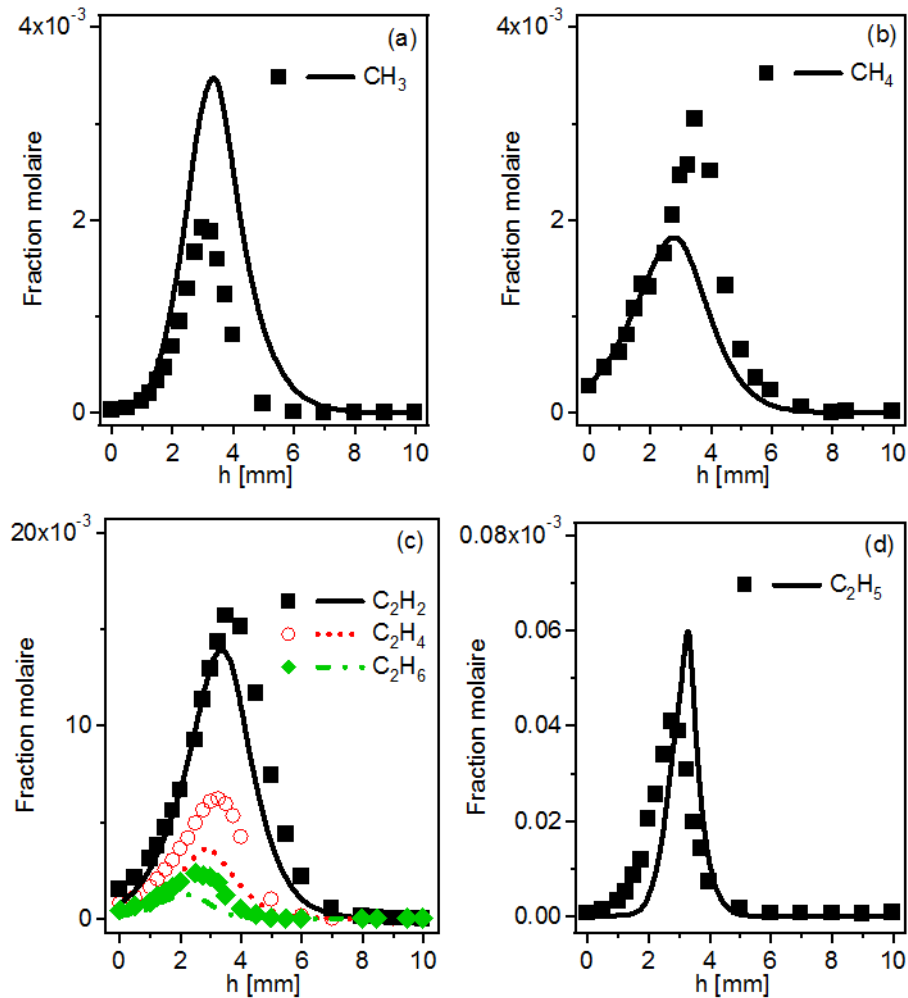 4x10⁻³
(a)
CH₃
Fraction molaire
2
0
0 2 4 6 8 10
h [mm]
4x10⁻³
(b)
CH₄
Fraction molaire
2
0
0 2 4 6 8 10
h [mm]
20x10⁻³
(c)
C₂H₂
C₂H₄
C₂H₆
Fraction molaire
10
0
0 2 4 6 8 10
h [mm]
0.08x10⁻³
(d)
C₂H₅
Fraction molaire
0.06
0.04
0.02
0.00
0 2 4 6 8 10
h [mm]